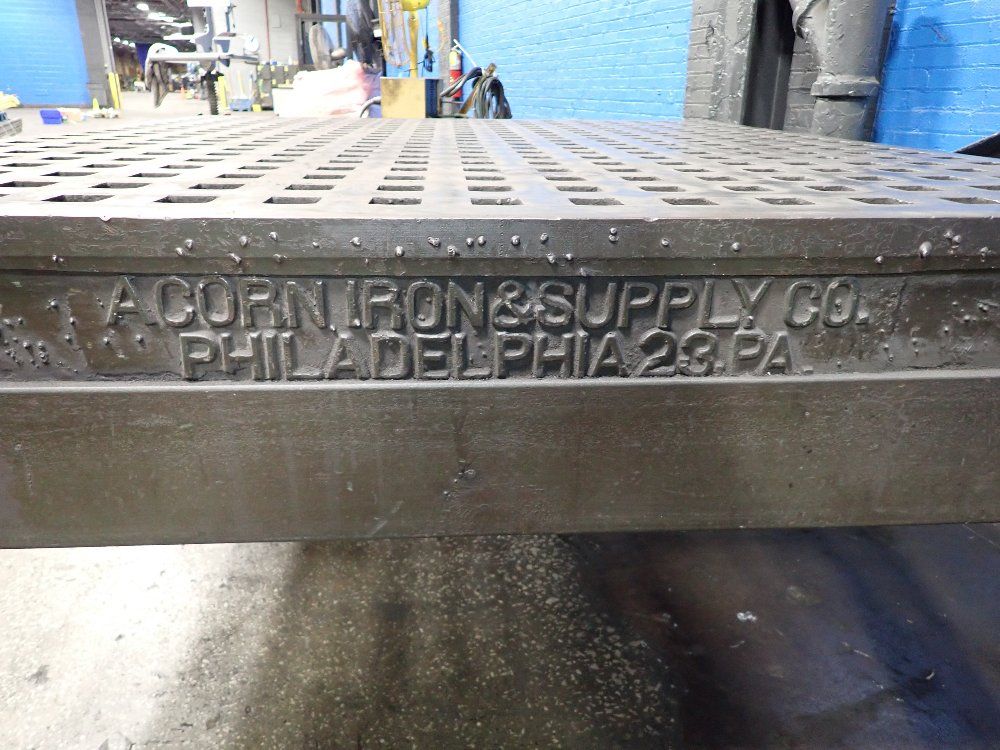 ACORN IRON & SUPPLY CO.
PHILADELPHIA 23, PA.